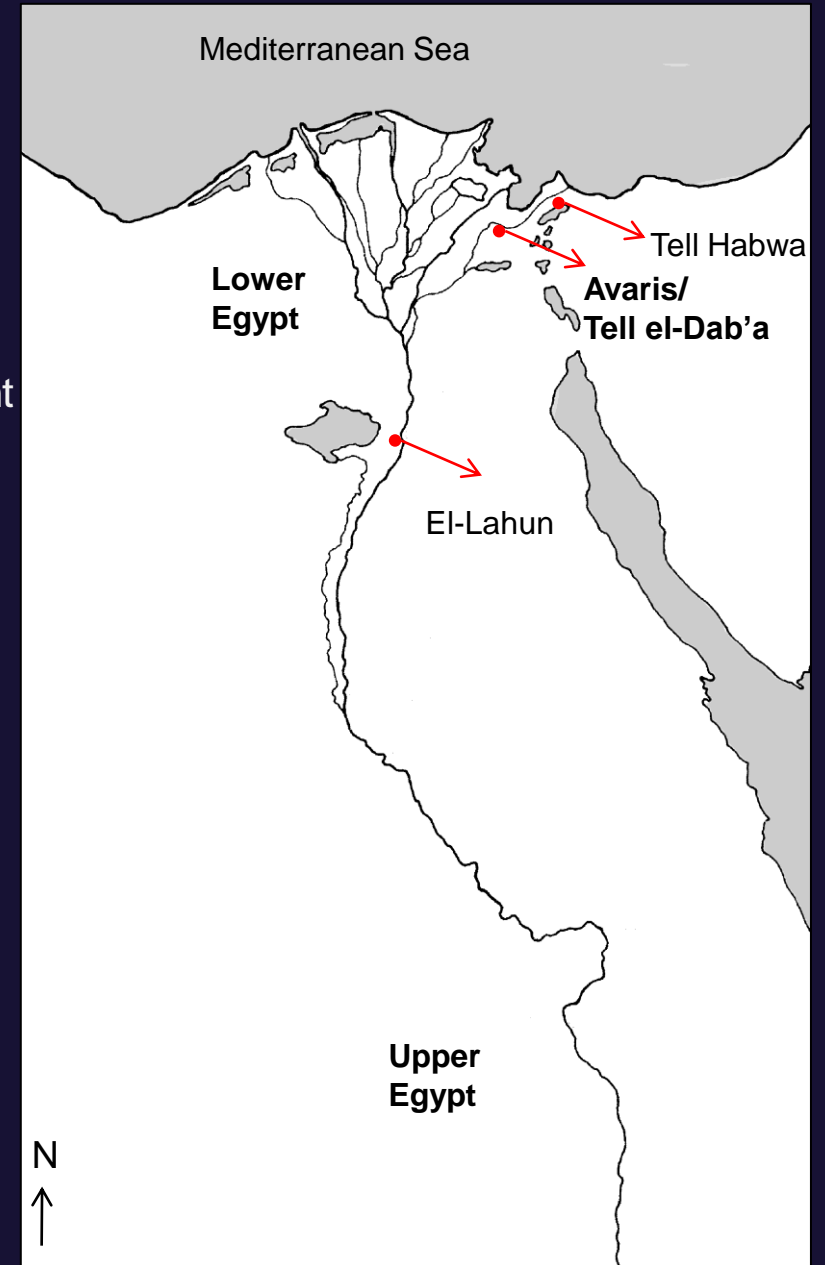 Mediterranean Sea
Tell Habwa
Lower
Egypt
Avaris/
Tell el-Dab’a
El-Lahun
Upper
Egypt
N